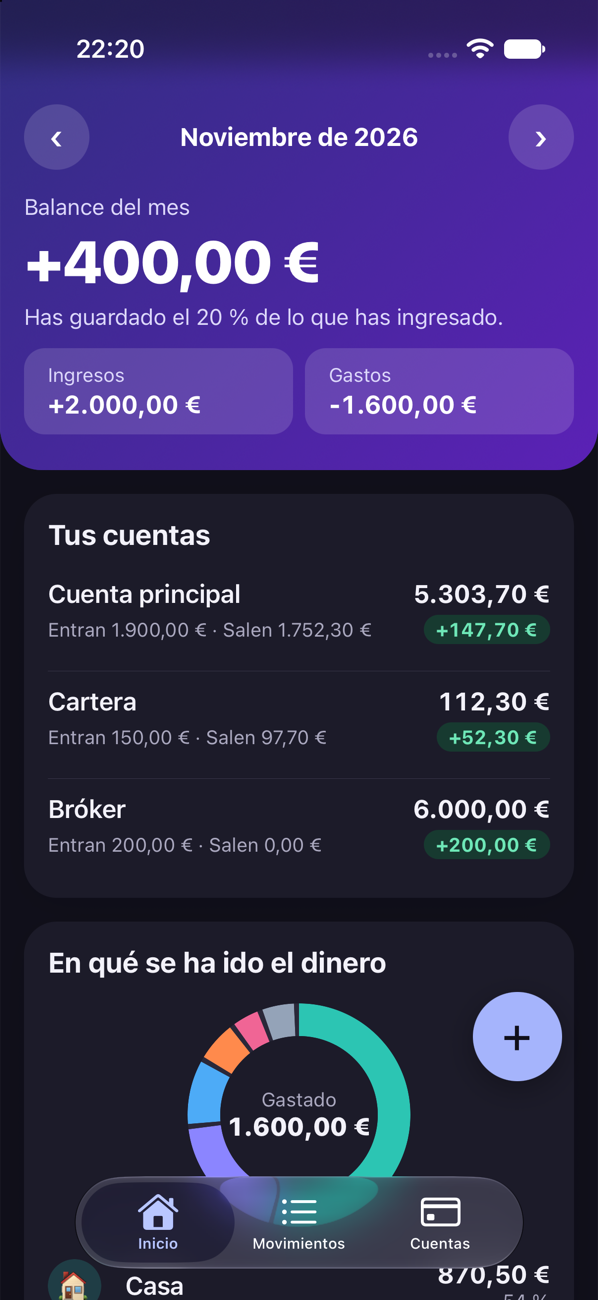 22:20
Noviembre de 2026
Balance del mes
+400,00 €
Has guardado el 20 % de lo que has ingresado.
Ingresos
+2.000,00 €
Gastos
-1.600,00 €
Tus cuentas
Cuenta principal
5.303,70 €
Entran 1.900,00 € · Salen 1.752,30 €
+147,70 €
Cartera
112,30 €
Entran 150,00 € · Salen 97,70 €
+52,30 €
Bróker
6.000,00 €
Entran 200,00 € · Salen 0,00 €
+200,00 €
En qué se ha ido el dinero
+
Gastado
1.600,00 €
Inicio
Movimientos
Cuentas
Casa
870,50 €
54 %